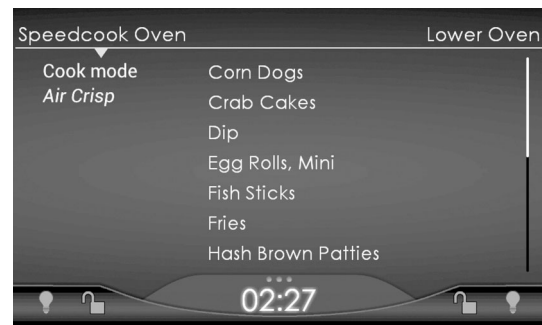 Speedcook Oven
Lower Oven
Cook mode
Air Crisp
Corn Dogs
Crab Cakes
Dip
Egg Rolls, Mini
Fish Sticks
Fries
Hash Brown Patties
02:27